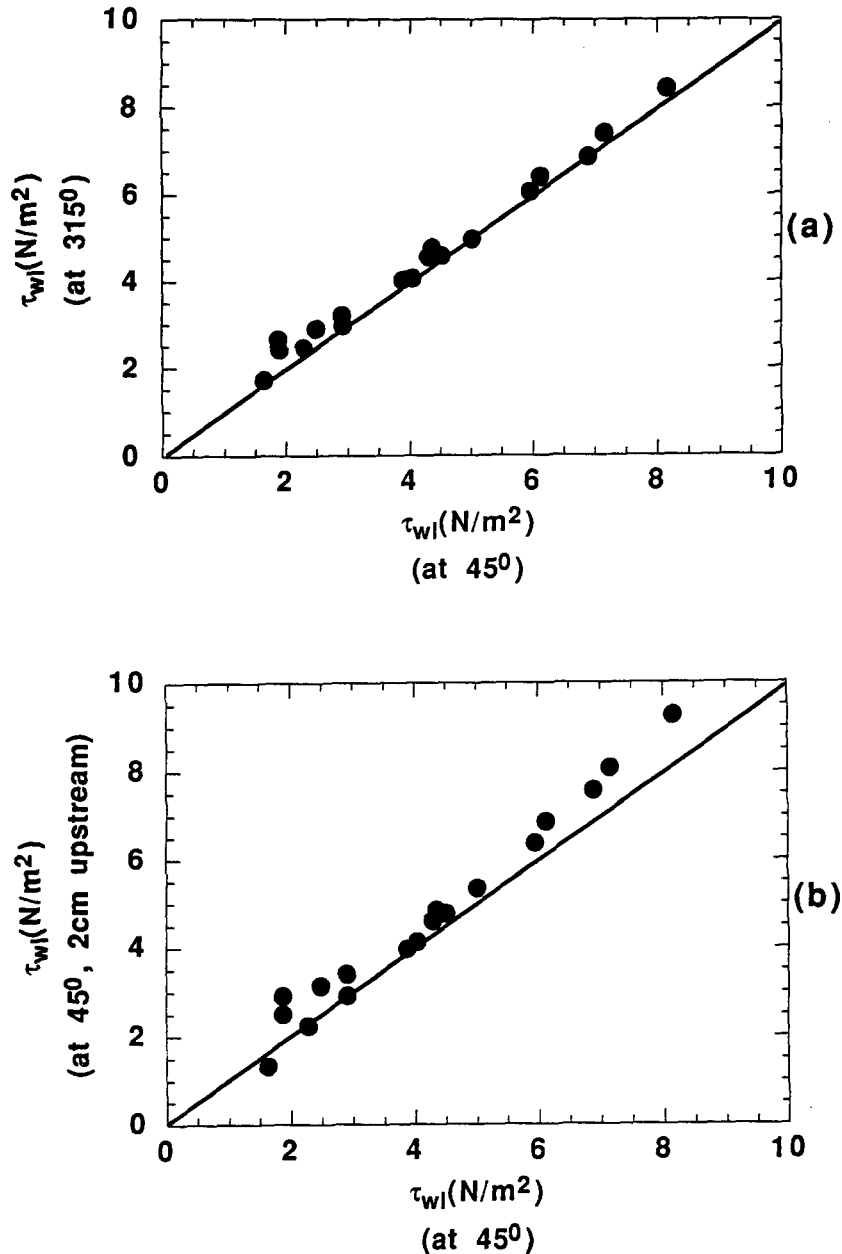 10
8
6
4
2
0
τwl(N/m²)
(at 315⁰)
0 2 4 6 8 10
τwl(N/m²)
(at 45⁰)
(a)
10
8
6
4
2
0
τwl(N/m²)
(at 45⁰, 2cm upstream)
0 2 4 6 8 10
τwl(N/m²)
(at 45⁰)
(b)